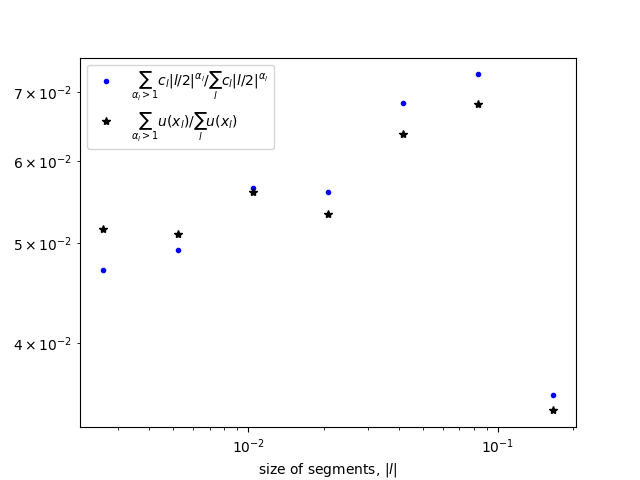 7 × 10⁻²
6 × 10⁻²
5 × 10⁻²
4 × 10⁻²
∑_{α_l>1} c_l|l/2|^{α_l}/∑_l c_l|l/2|^{α_l}
∑_{α_l>1} u(x_l)/∑_l u(x_l)
10⁻² 10⁻¹
size of segments, |l|